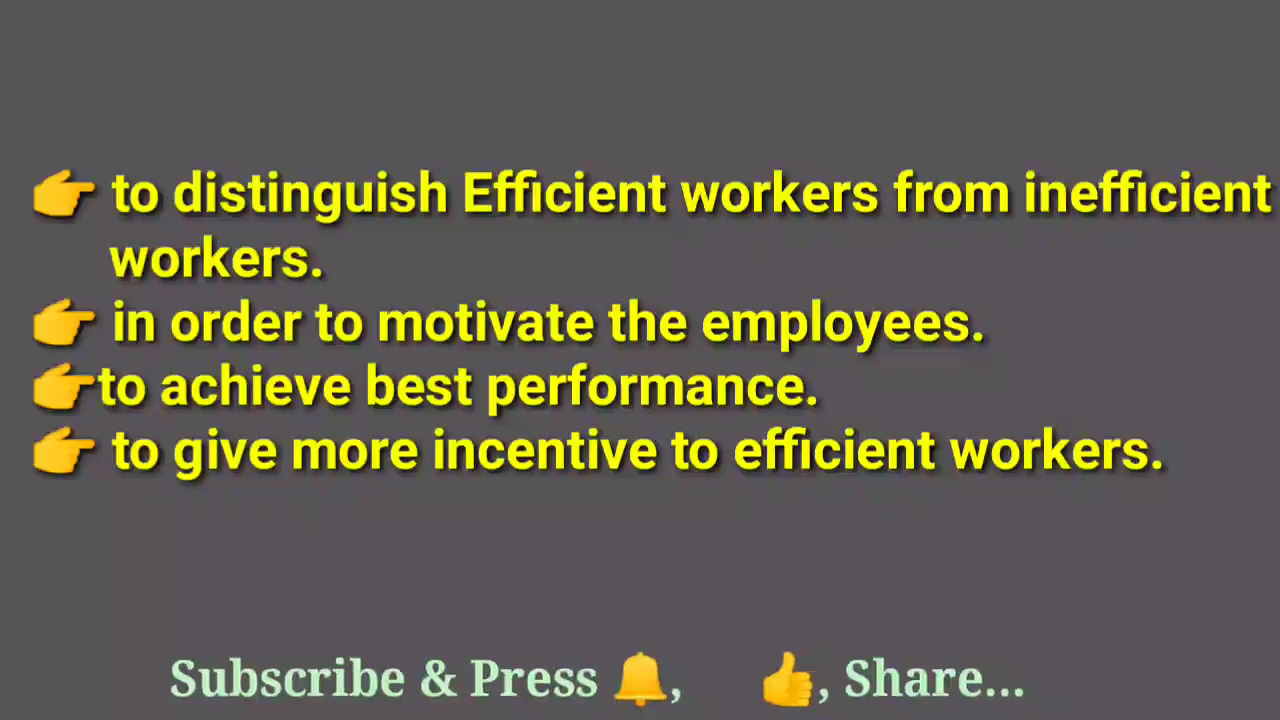 👉 to distinguish Efficient workers from inefficient
workers.
👉 in order to motivate the employees.
👉to achieve best performance.
👉 to give more incentive to efficient workers.
Subscribe & Press 🔔, 👍, Share...